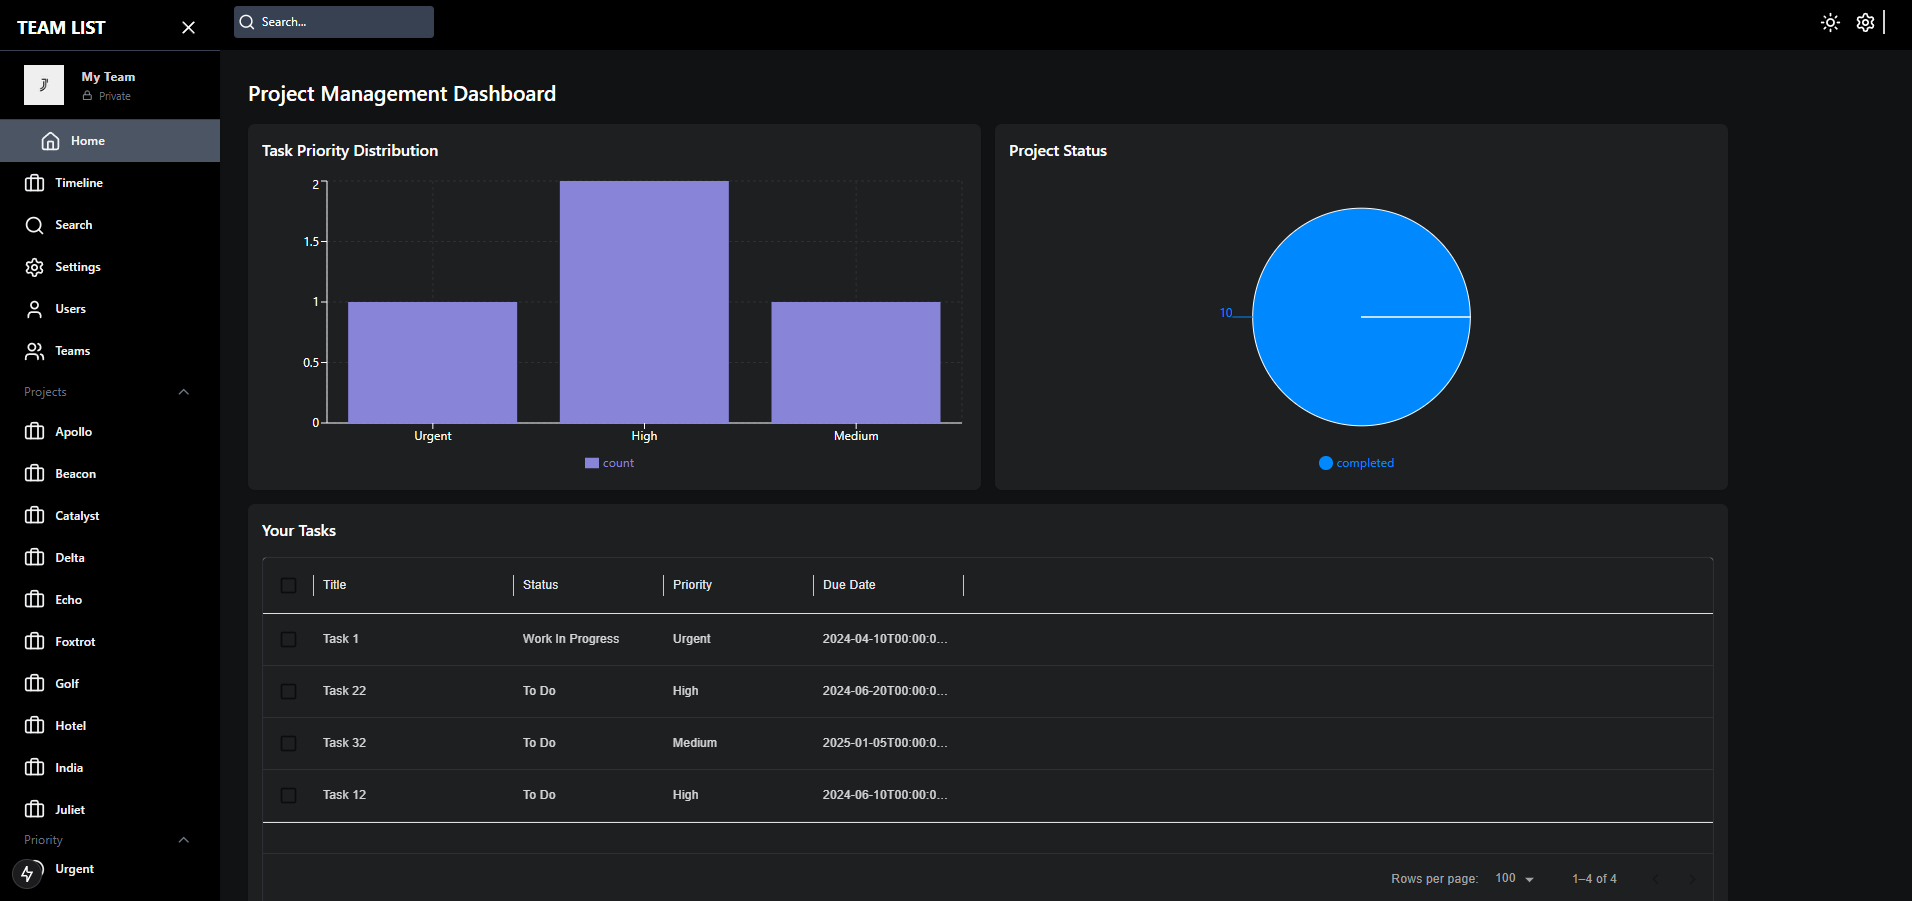 TEAM LIST
Search...
My Team
Private
Home
Timeline
Search
Settings
Users
Teams
Projects
Apollo
Beacon
Catalyst
Delta
Echo
Foxtrot
Golf
Hotel
India
Juliet
Priority
Urgent
Project Management Dashboard
Task Priority Distribution
2
1.5
1
0.5
0
Urgent High Medium
count
Project Status
10
completed
Your Tasks
Title Status Priority Due Date
Task 1 Work In Progress Urgent 2024-04-10T00:00:0...
Task 22 To Do High 2024-06-20T00:00:0...
Task 32 To Do Medium 2025-01-05T00:00:0...
Task 12 To Do High 2024-06-10T00:00:0...
Rows per page: 100 1–4 of 4